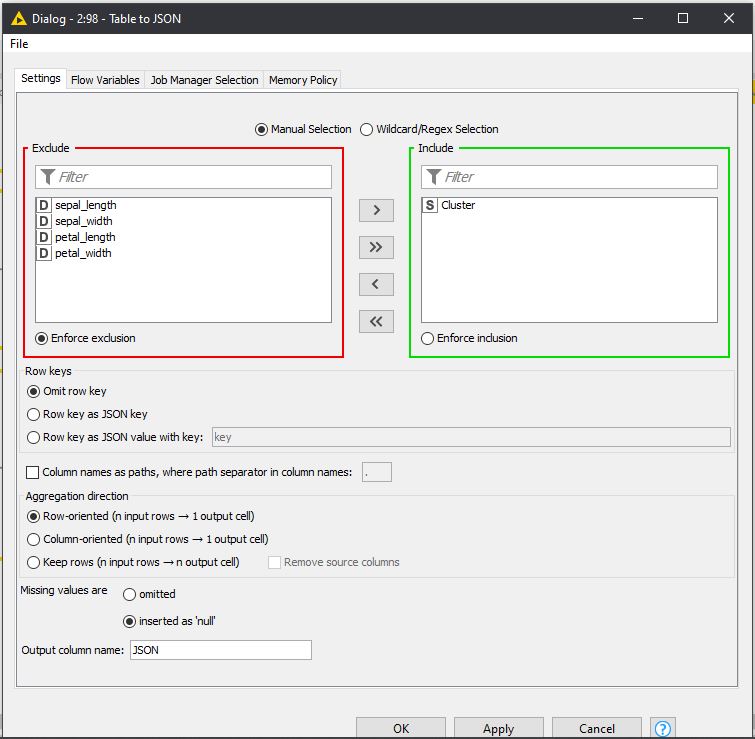 Dialog - 2:98 - Table to JSON
File
Settings Flow Variables Job Manager Selection Memory Policy
Manual Selection Wildcard/Regex Selection
Exclude
Filter
D sepal_length
D sepal_width
D petal_length
D petal_width
Enforce exclusion
>
>>
<
<<
Include
Filter
S Cluster
Enforce inclusion
Row keys
Omit row key
Row key as JSON key
Row key as JSON value with key: key
Column names as paths, where path separator in column names: .
Aggregation direction
Row-oriented (n input rows → 1 output cell)
Column-oriented (n input rows → 1 output cell)
Keep rows (n input rows → n output cell) Remove source columns
Missing values are omitted
inserted as 'null'
Output column name: JSON
OK Apply Cancel ?